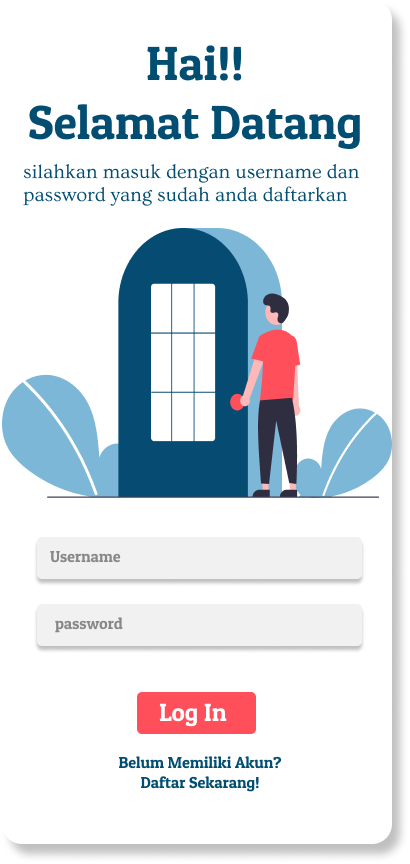 Hai!!
Selamat Datang
silahkan masuk dengan username dan
password yang sudah anda daftarkan
Username
password
Log In
Belum Memiliki Akun?
Daftar Sekarang!